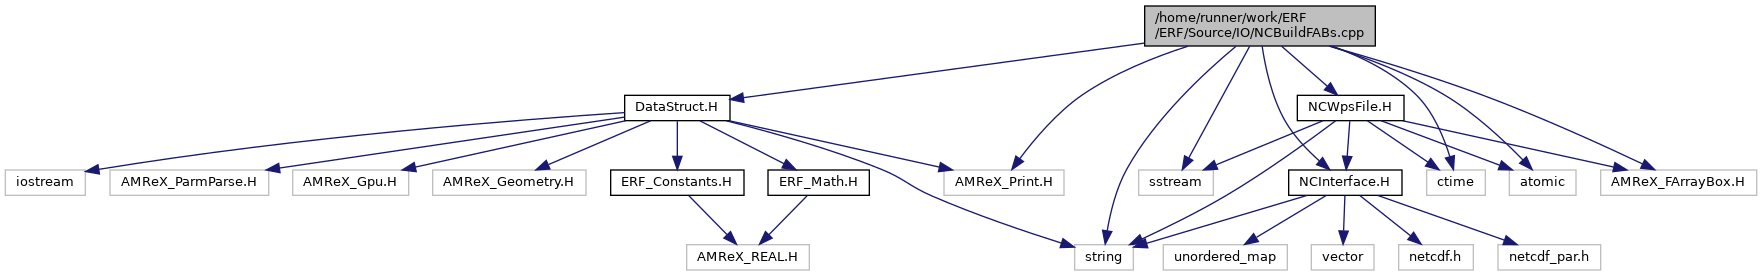 /home/runner/work/ERF
/ERF/Source/IO/NCBuildFABs.cpp
DataStruct.H
NCWpsFile.H
iostream
AMReX_ParmParse.H
AMReX_Gpu.H
AMReX_Geometry.H
ERF_Constants.H
ERF_Math.H
AMReX_Print.H
sstream
NCInterface.H
ctime
atomic
AMReX_FArrayBox.H
AMReX_REAL.H
string
unordered_map
vector
netcdf.h
netcdf_par.h